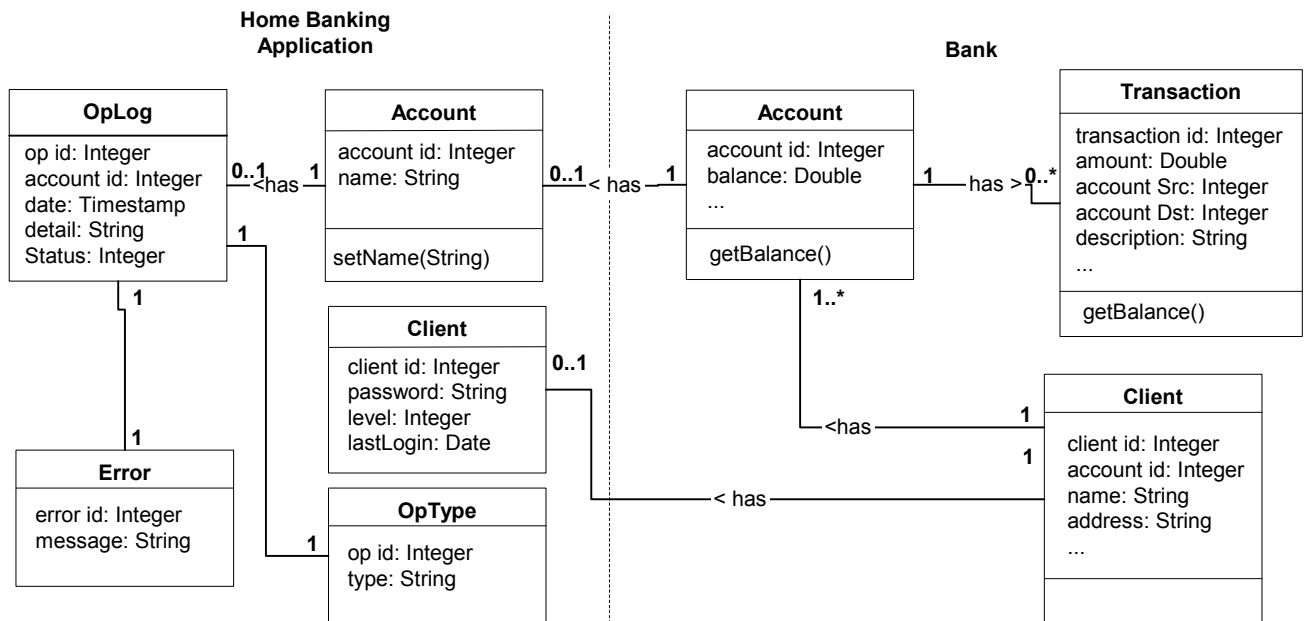 Home Banking
Application
Bank
OpLog
op id: Integer
account id: Integer
date: Timestamp
detail: String
Status: Integer
0..1
<has
1
Account
account id: Integer
name: String
setName(String)
0..1
< has
1
Account
account id: Integer
balance: Double
...
getBalance()
1
has >
0..*
Transaction
transaction id: Integer
amount: Double
account Src: Integer
account Dst: Integer
description: String
...
getBalance()
1
1
1..*
Client
client id: Integer
password: String
level: Integer
lastLogin: Date
0..1
<has
1
1
< has
Client
client id: Integer
account id: Integer
name: String
address: String
...
1
Error
error id: Integer
message: String
1
OpType
op id: Integer
type: String